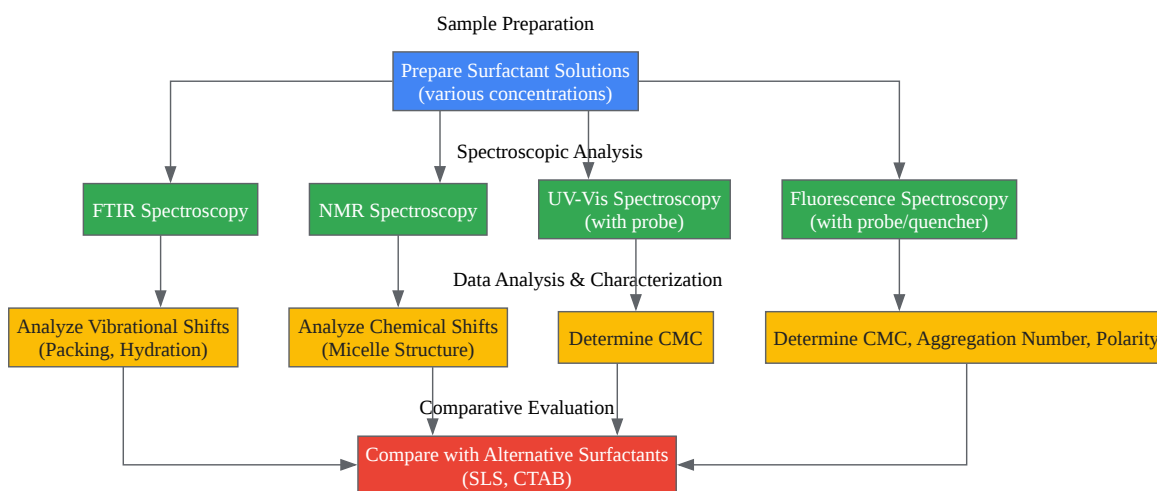 Sample Preparation
Prepare Surfactant Solutions
(various concentrations)
Spectroscopic Analysis
FTIR Spectroscopy
NMR Spectroscopy
UV-Vis Spectroscopy
(with probe)
Fluorescence Spectroscopy
(with probe/quencher)
Data Analysis & Characterization
Analyze Vibrational Shifts
(Packing, Hydration)
Analyze Chemical Shifts
(Micelle Structure)
Determine CMC
Determine CMC, Aggregation Number, Polarity
Comparative Evaluation
Compare with Alternative Surfactants
(SLS, CTAB)